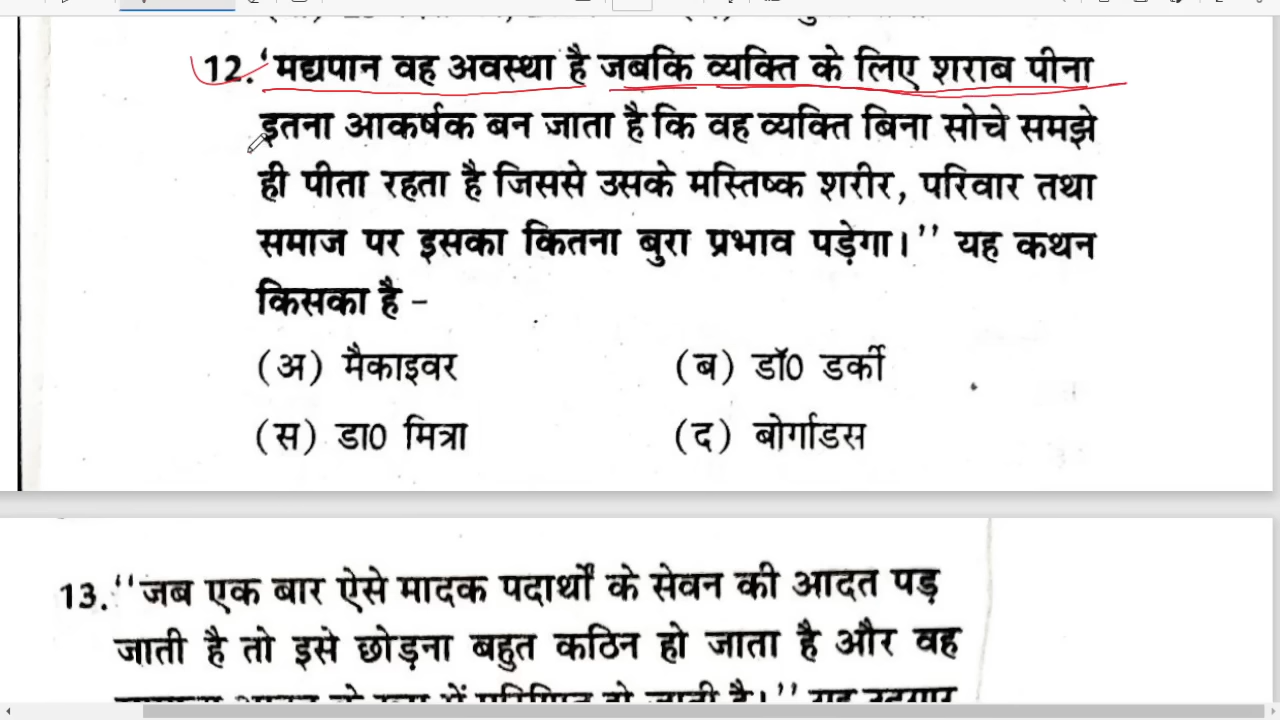 12. ‘मद्यपान वह अवस्था है जबकि व्यक्ति के लिए शराब पीना
इतना आकर्षक बन जाता है कि वह व्यक्ति बिना सोचे समझे
ही पीता रहता है जिससे उसके मस्तिष्क शरीर, परिवार तथा
समाज पर इसका कितना बुरा प्रभाव पड़ेगा।’’ यह कथन
किसका है -
(अ) मैकाइवर (ब) डॉ0 डर्की
(स) डा0 मित्रा (द) बोर्गाडस
13. ‘‘जब एक बार ऐसे मादक पदार्थों के सेवन की आदत पड़
जाती है तो इसे छोड़ना बहुत कठिन हो जाता है और वह